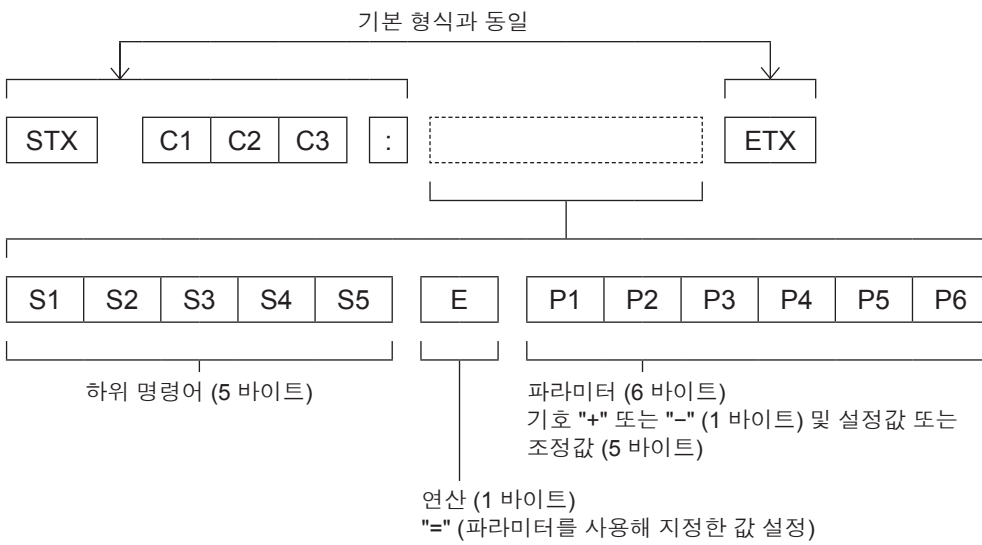 기본 형식과 동일
STX C1 C2 C3 : ETX
S1 S2 S3 S4 S5 E P1 P2 P3 P4 P5 P6
하위 명령어 (5 바이트)
파라미터 (6 바이트)
기호 "+" 또는 "−" (1 바이트) 및 설정값 또는
조정값 (5 바이트)
연산 (1 바이트)
"=" (파라미터를 사용해 지정한 값 설정)